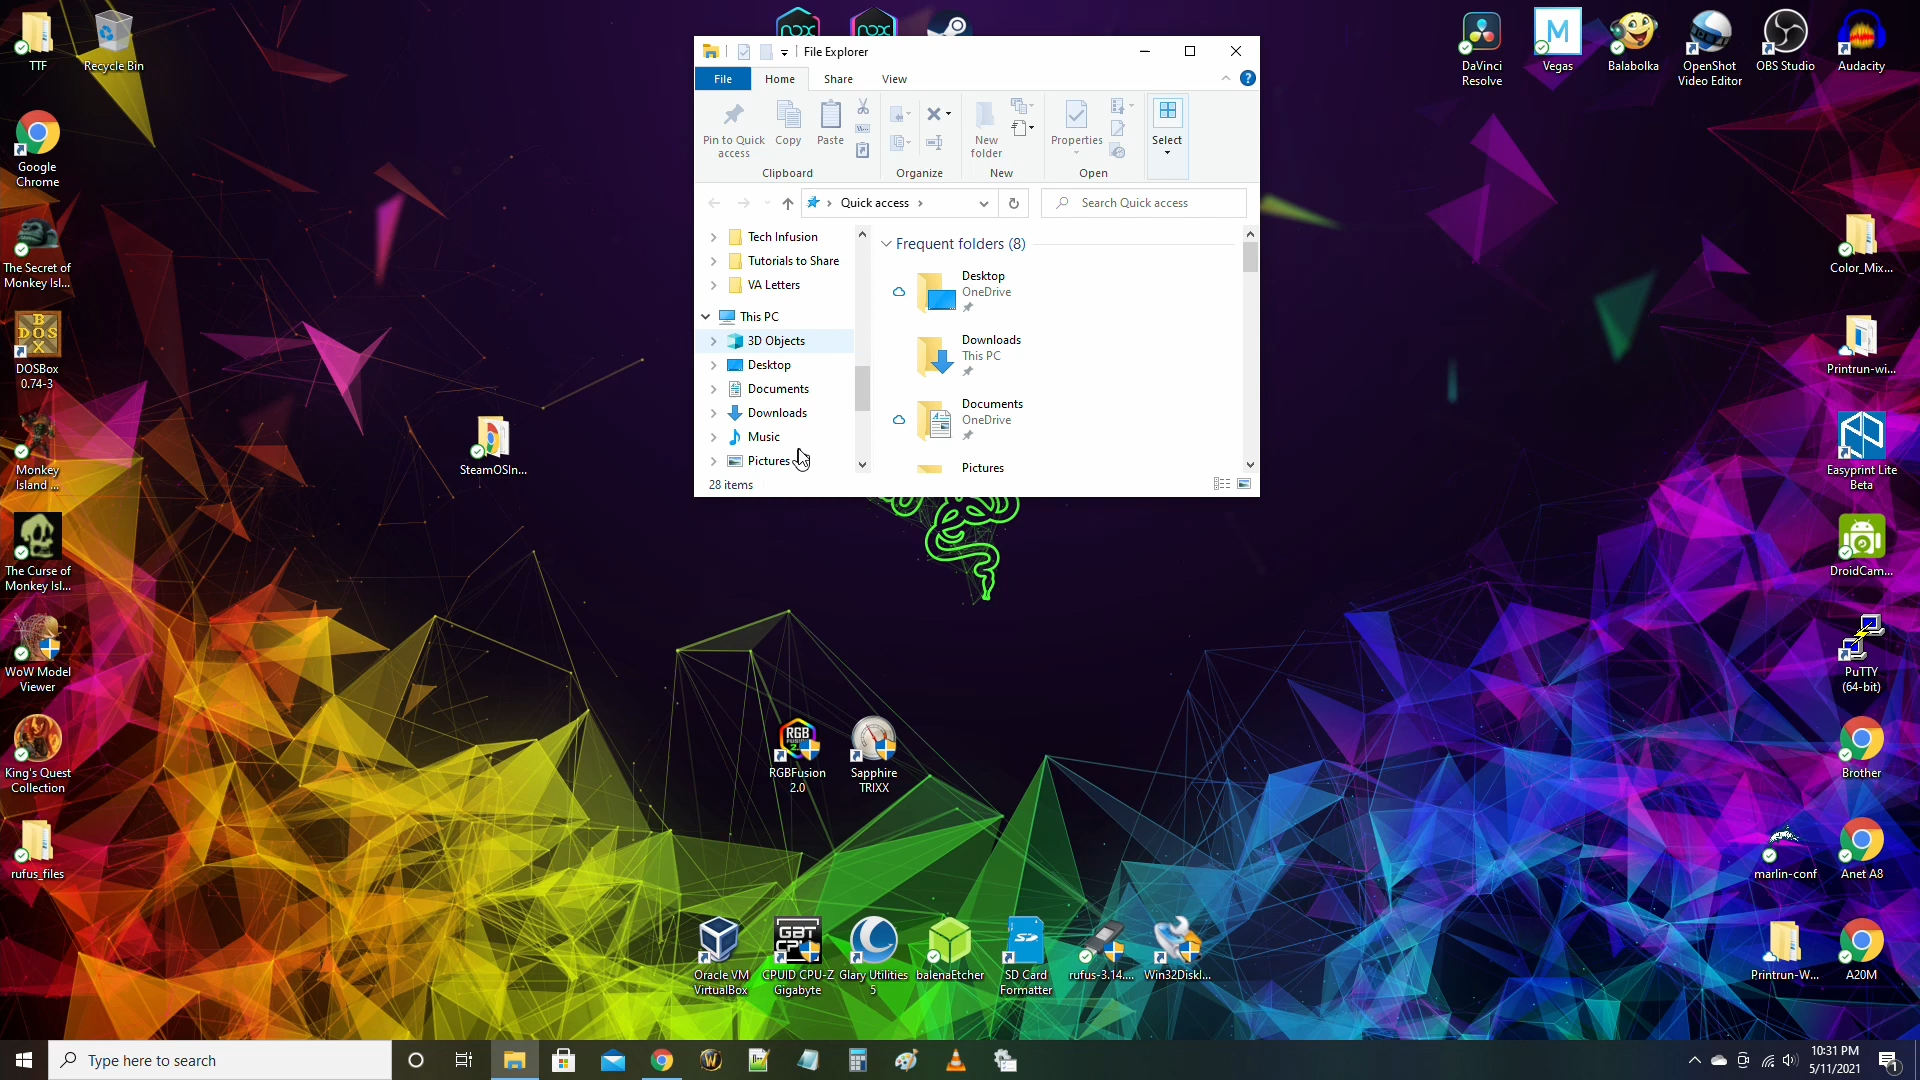 TTF
Recycle Bin
DaVinci
Resolve
M
Vegas
Balabolka
OpenShot
Video Editor
OBS Studio
Audacity
File Explorer
File
Home
Share
View
Pin to Quick
access
Copy
Paste
Clipboard
Organize
New
folder
New
Properties
Open
Select
Quick access
Search Quick access
Tech Infusion
Tutorials to Share
VA Letters
This PC
3D Objects
Desktop
Documents
Downloads
Music
Pictures
28 items
Frequent folders (8)
Desktop
OneDrive
Downloads
This PC
Documents
OneDrive
Pictures
Google
Chrome
The Secret of
Monkey Isl...
DOSBox
0.74-3
Monkey
Island ...
The Curse of
Monkey Isl...
WoW Model
Viewer
King's Quest
Collection
rufus_files
SteamOSIn...
Color_Mix...
Printrun-wi...
Easyprint Lite
Beta
DroidCam...
PuTTY
(64-bit)
Brother
marlin-conf
Anet A8
Printrun-W...
A20M
RGB
RGBFusion
2.0
Sapphire
TRIXX
Oracle VM
VirtualBox
CPUID CPU-Z
Gigabyte
Glary Utilities
5
balenaEtcher
SD Card
Formatter
rufus-3.14....
Win32DiskI...
Type here to search
10:31 PM
5/11/2021
1